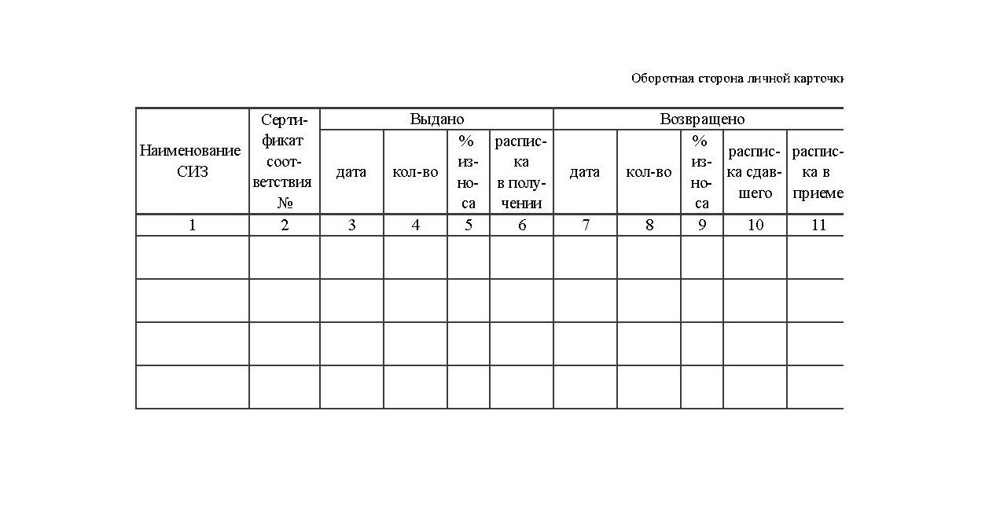 Оборотная сторона личной карточки
Наименование
СИЗ
Серти-
фикат
соот-
ветствия
№
Выдано
Возвращено
дата
кол-во
%
из-
но-
са
распис-
ка
в полу-
чении
дата
кол-во
%
из-
но-
са
распис-
ка сдав-
шего
распис-
ка в
приеме
1 2 3 4 5 6 7 8 9 10 11